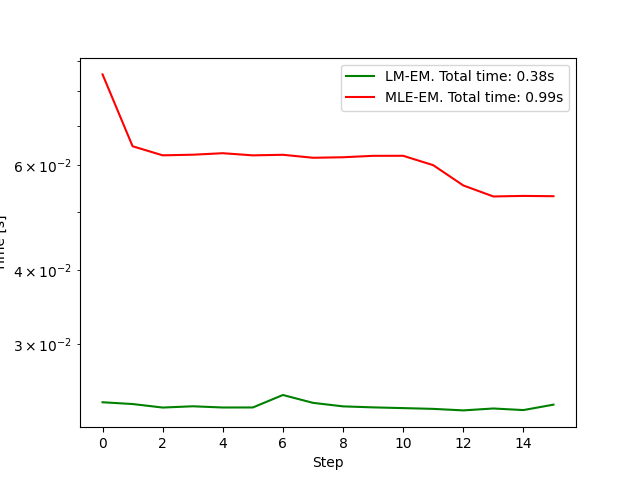 LM-EM. Total time: 0.38s
MLE-EM. Total time: 0.99s
6 × 10⁻²
4 × 10⁻²
3 × 10⁻²
0 2 4 6 8 10 12 14
Step